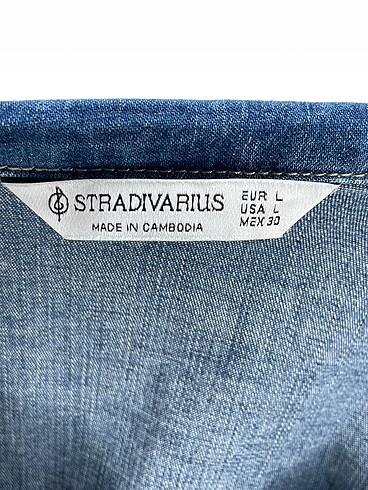 STRADIVARIUS
MADE IN CAMBODIA
EUR L
USA L
MEX 30